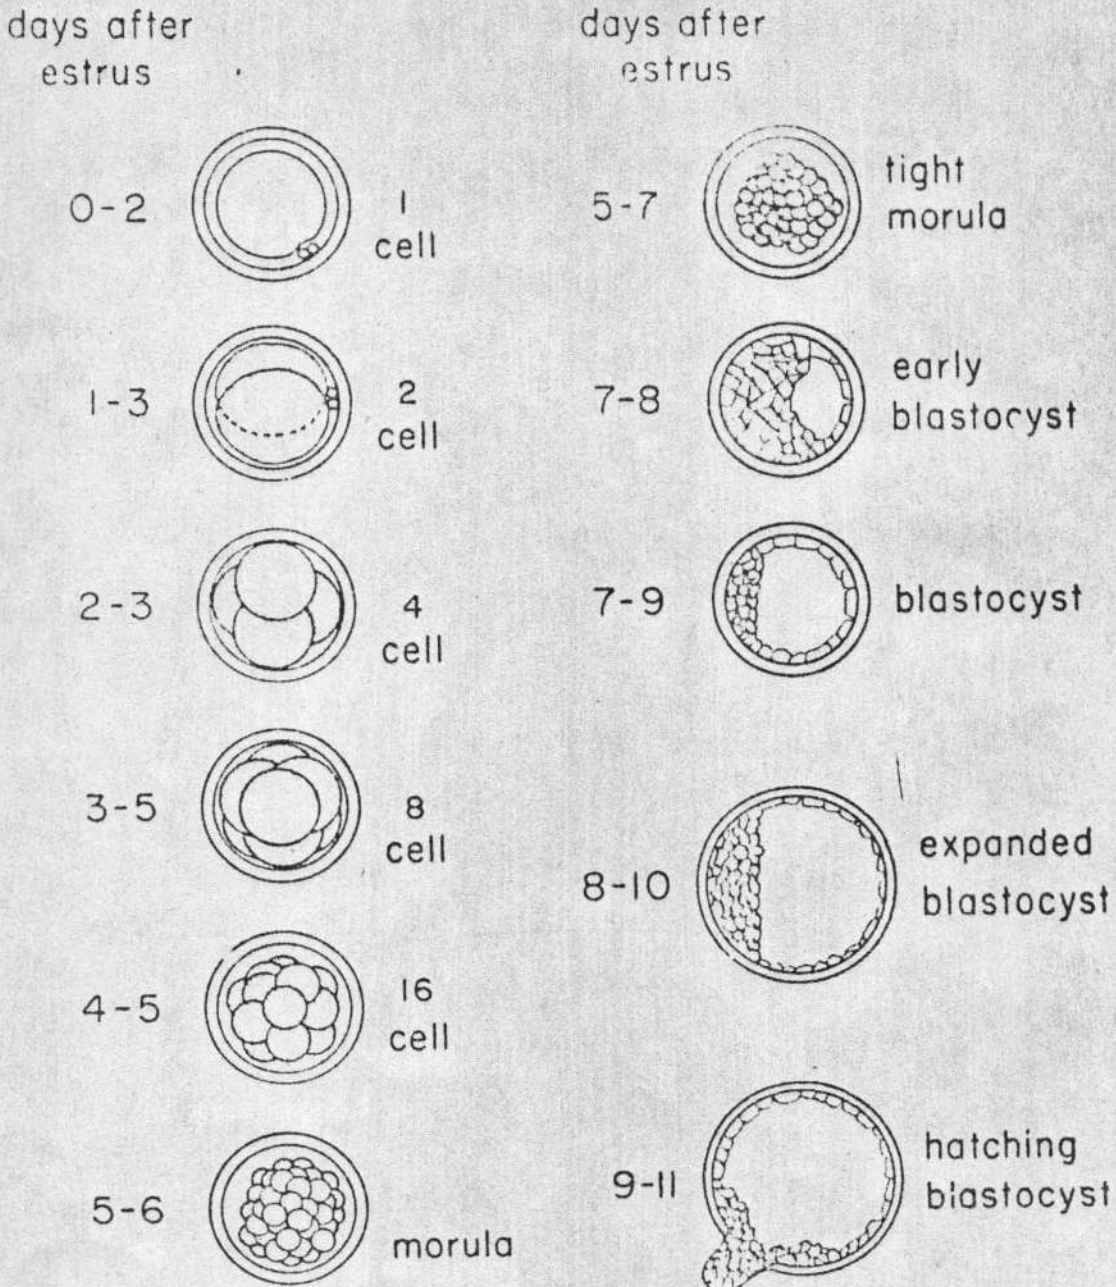 days after
estrus
0-2
1
cell
1-3
2
cell
2-3
4
cell
3-5
8
cell
4-5
16
cell
5-6
morula
days after
estrus
5-7
tight
morula
7-8
early
blastocyst
7-9
blastocyst
8-10
expanded
blastocyst
9-11
hatching
blastocyst